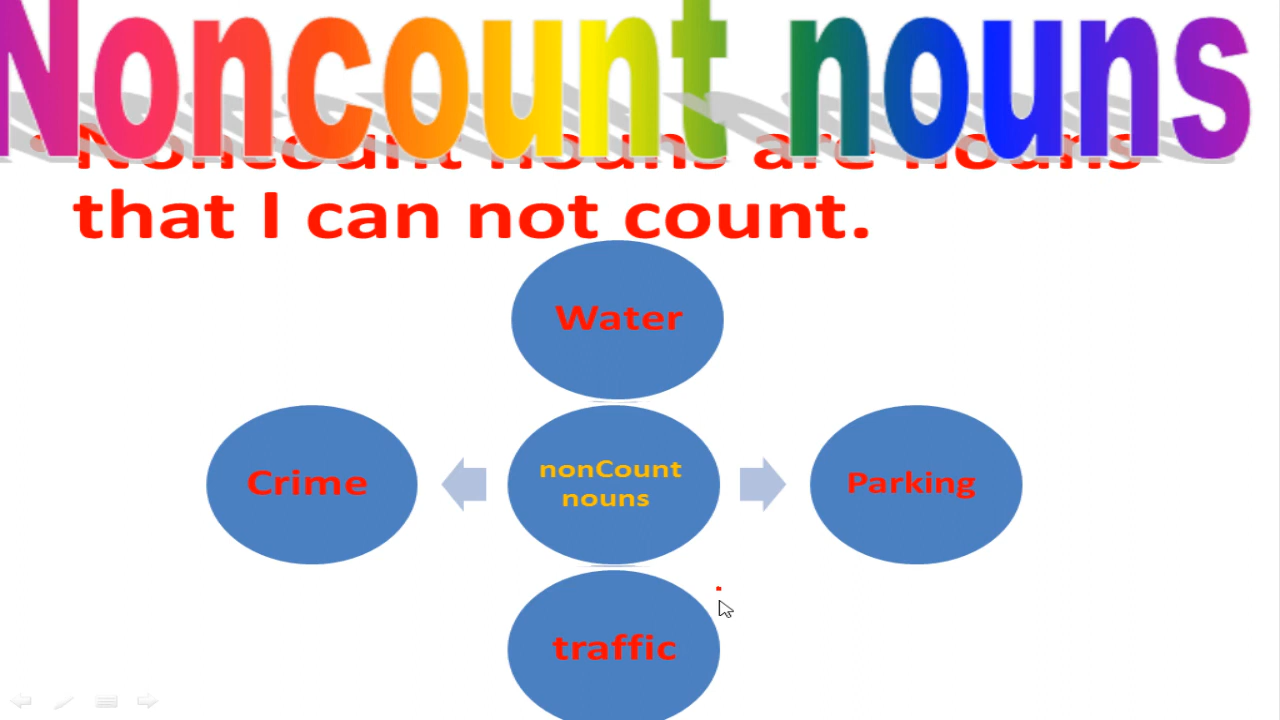 Noncount nouns
Noncount nouns are nouns
that I can not count.
Water
Crime
nonCount
nouns
Parking
traffic